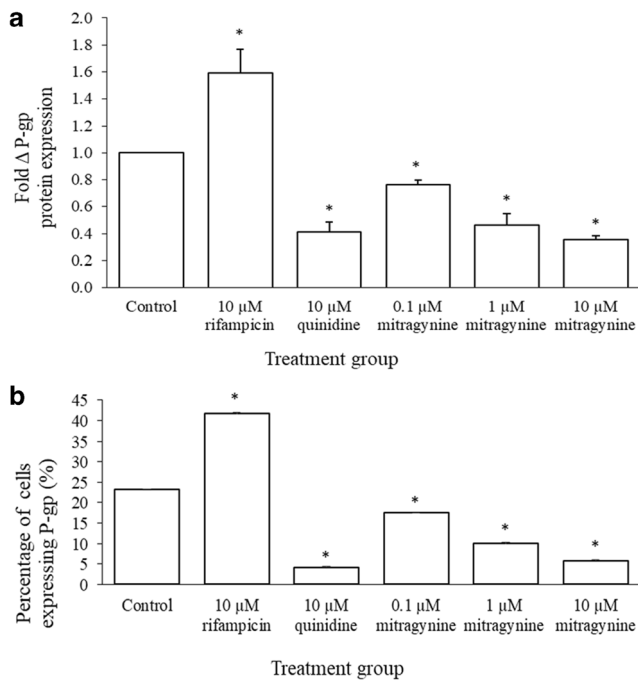 a
Fold Δ P-gp
protein expression
1.8
1.6
1.4
1.2
1.0
0.8
0.6
0.4
0.2
0.0
*
*
*
*
*
Control
10 µM
rifampicin
10 µM
quinidine
0.1 µM
mitragynine
1 µM
mitragynine
10 µM
mitragynine
Treatment group
b
Percentage of cells
expressing P-gp (%)
45
40
35
30
25
20
15
10
5
0
*
*
*
*
*
Control
10 µM
rifampicin
10 µM
quinidine
0.1 µM
mitragynine
1 µM
mitragynine
10 µM
mitragynine
Treatment group